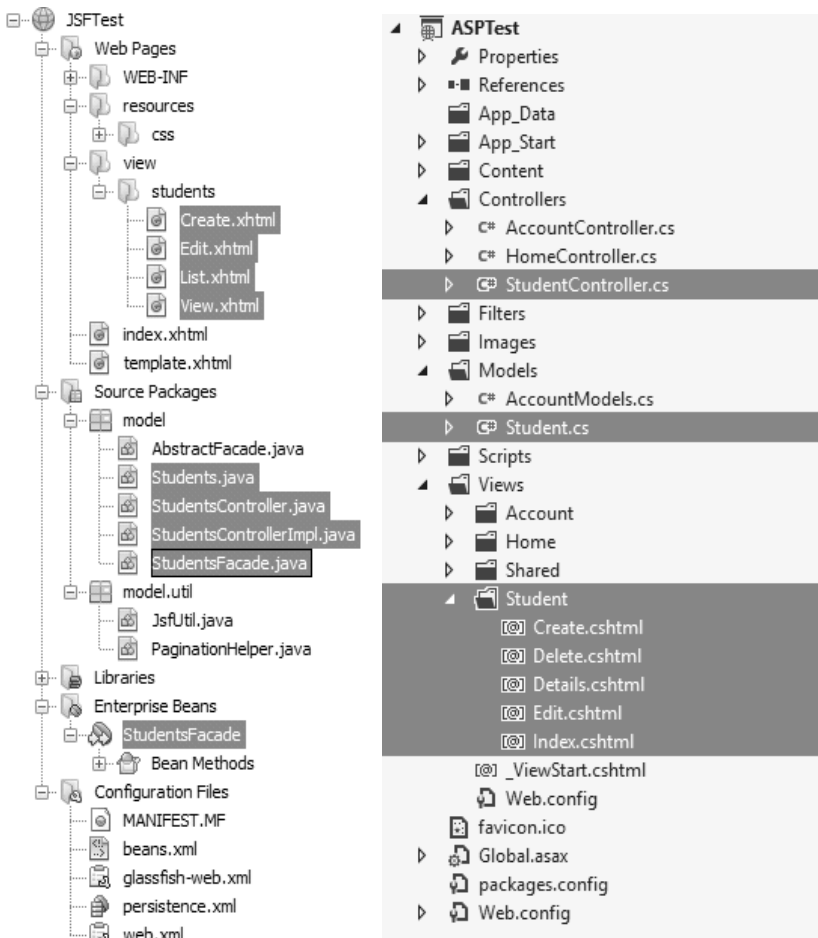 JSFTest
Web Pages
WEB-INF
resources
css
view
students
Create.xhtml
Edit.xhtml
List.xhtml
View.xhtml
index.xhtml
template.xhtml
Source Packages
model
AbstractFacade.java
Students.java
StudentsController.java
StudentsControllerImpl.java
StudentsFacade.java
model.util
JsfUtil.java
PaginationHelper.java
Libraries
Enterprise Beans
StudentsFacade
Bean Methods
Configuration Files
MANIFEST.MF
beans.xml
glassfish-web.xml
persistence.xml
web.xml
ASPTest
Properties
References
App_Data
App_Start
Content
Controllers
C# AccountController.cs
C# HomeController.cs
C# StudentController.cs
Filters
Images
Models
C# AccountModels.cs
C# Student.cs
Scripts
Views
Account
Home
Shared
Student
[@] Create.cshtml
[@] Delete.cshtml
[@] Details.cshtml
[@] Edit.cshtml
[@] Index.cshtml
[@] _ViewStart.cshtml
Web.config
favicon.ico
Global.asax
packages.config
Web.config